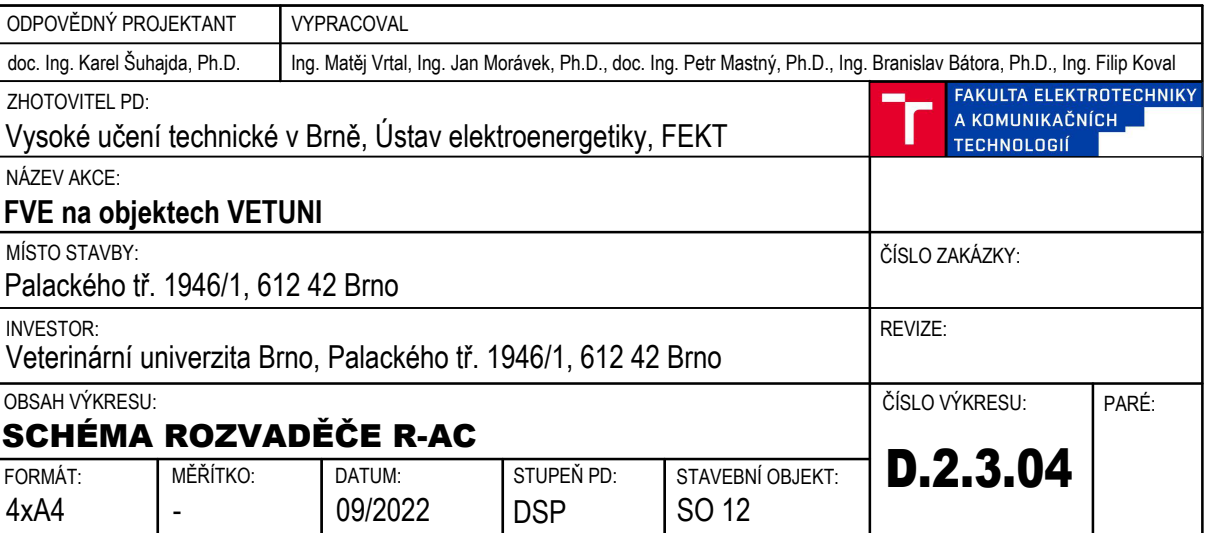 ODPOVĚDNÝ PROJEKTANT
VYPRACOVAL
doc. Ing. Karel Šuhajda, Ph.D.
Ing. Matěj Vrtal, Ing. Jan Morávek, Ph.D., doc. Ing. Petr Mastný, Ph.D., Ing. Branislav Bátora, Ph.D., Ing. Filip Koval
ZHOTOVITEL PD:
Vysoké učení technické v Brně, Ústav elektroenergetiky, FEKT
FAKULTA ELEKTROTECHNIKY
A KOMUNIKAČNÍCH
TECHNOLOGIÍ
NÁZEV AKCE:
FVE na objektech VETUNI
MÍSTO STAVBY:
Palackého tř. 1946/1, 612 42 Brno
ČÍSLO ZAKÁZKY:
INVESTOR:
Veterinární univerzita Brno, Palackého tř. 1946/1, 612 42 Brno
REVIZE:
OBSAH VÝKRESU:
SCHÉMA ROZVADĚČE R-AC
ČÍSLO VÝKRESU:
D.2.3.04
PARÉ:
FORMÁT:
4xA4
MĚŘÍTKO:
-
DATUM:
09/2022
STUPEŇ PD:
DSP
STAVEBNÍ OBJEKT:
SO 12